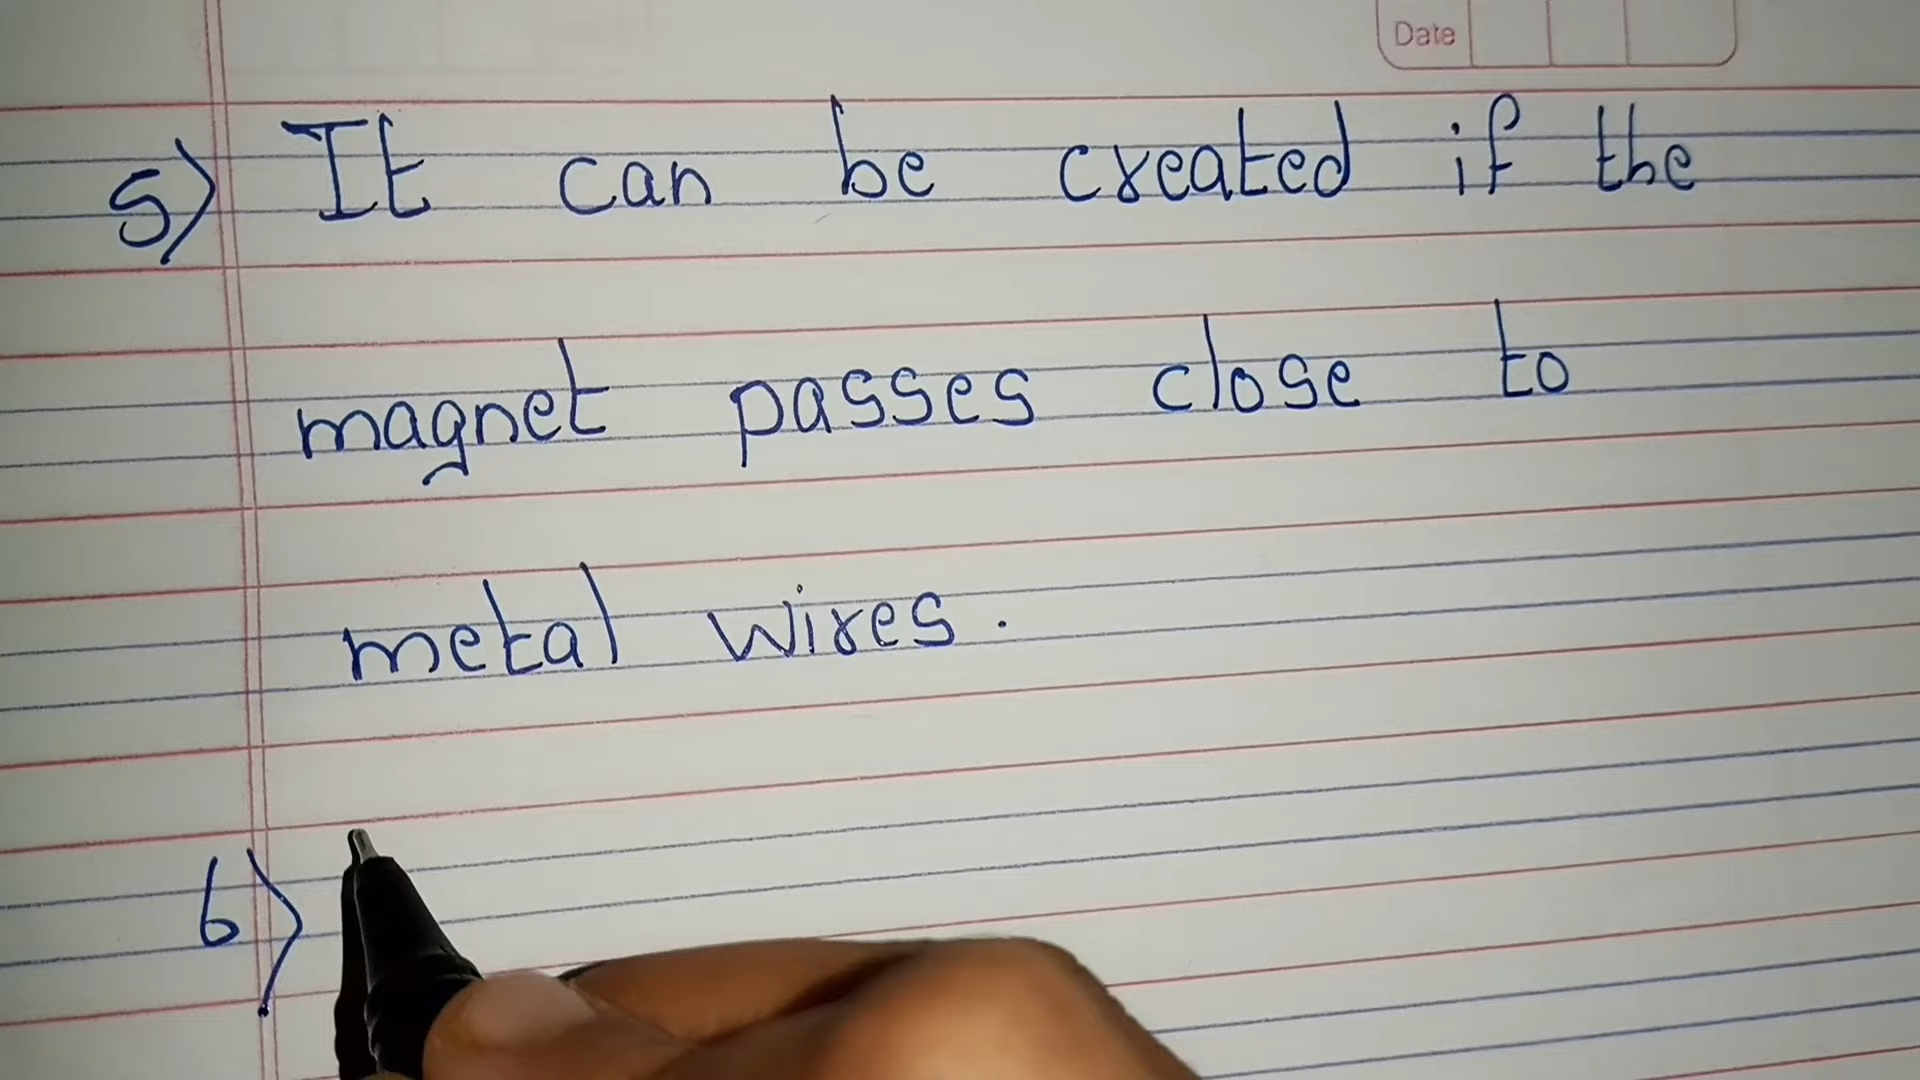 Date
5) It can be created if the
magnet passes close to
metal wires.
6)